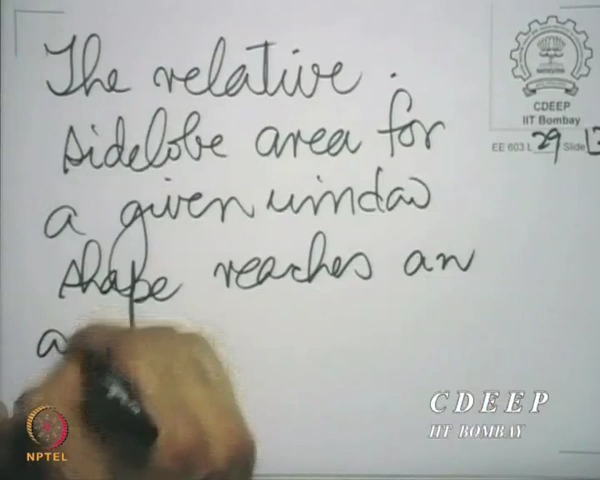 The relative
sidelobe area for
a given window
shape reaches an
a
CDEEP
IIT Bombay
EE 603 L 29 Slide 13
CDEEP
IIT BOMBAY
NPTEL